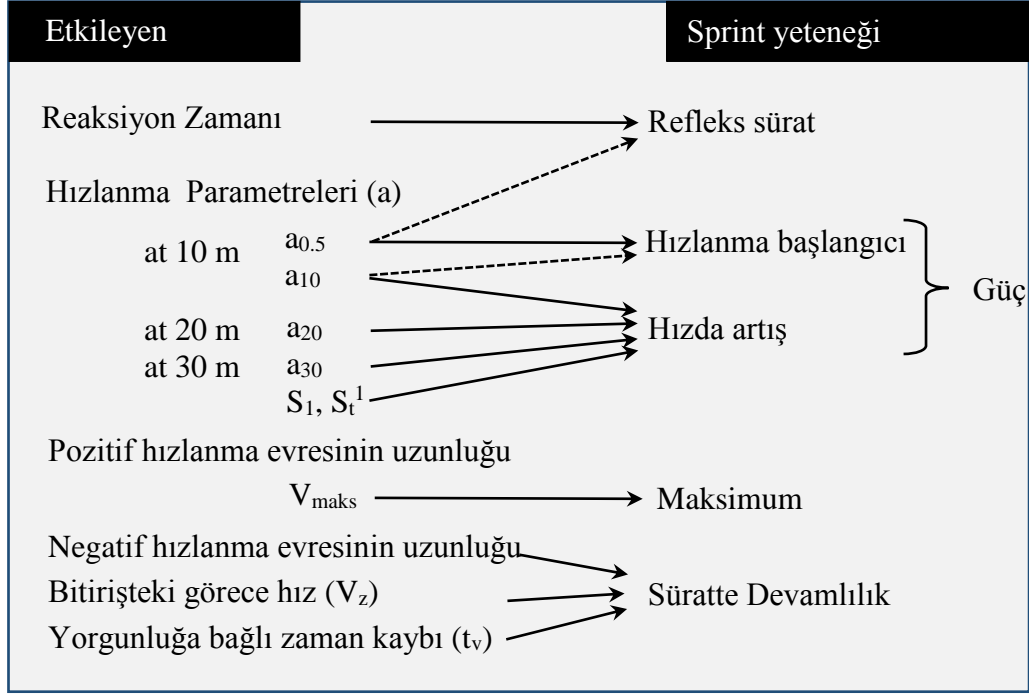 Etkileyen Sprint yeteneği
Reaksiyon Zamanı Refleks sürat
Hızlanma Parametreleri (a)
at 10 m a0.5 Hızlanma başlangıcı
a10 Güç
at 20 m a20 Hızda artış
at 30 m a30
S1, St1
Pozitif hızlanma evresinin uzunluğu
Vmaks Maksimum
Negatif hızlanma evresinin uzunluğu
Bitirişteki görece hız (Vz) Süratte Devamlılık
Yorgunluğa bağlı zaman kaybı (tv)